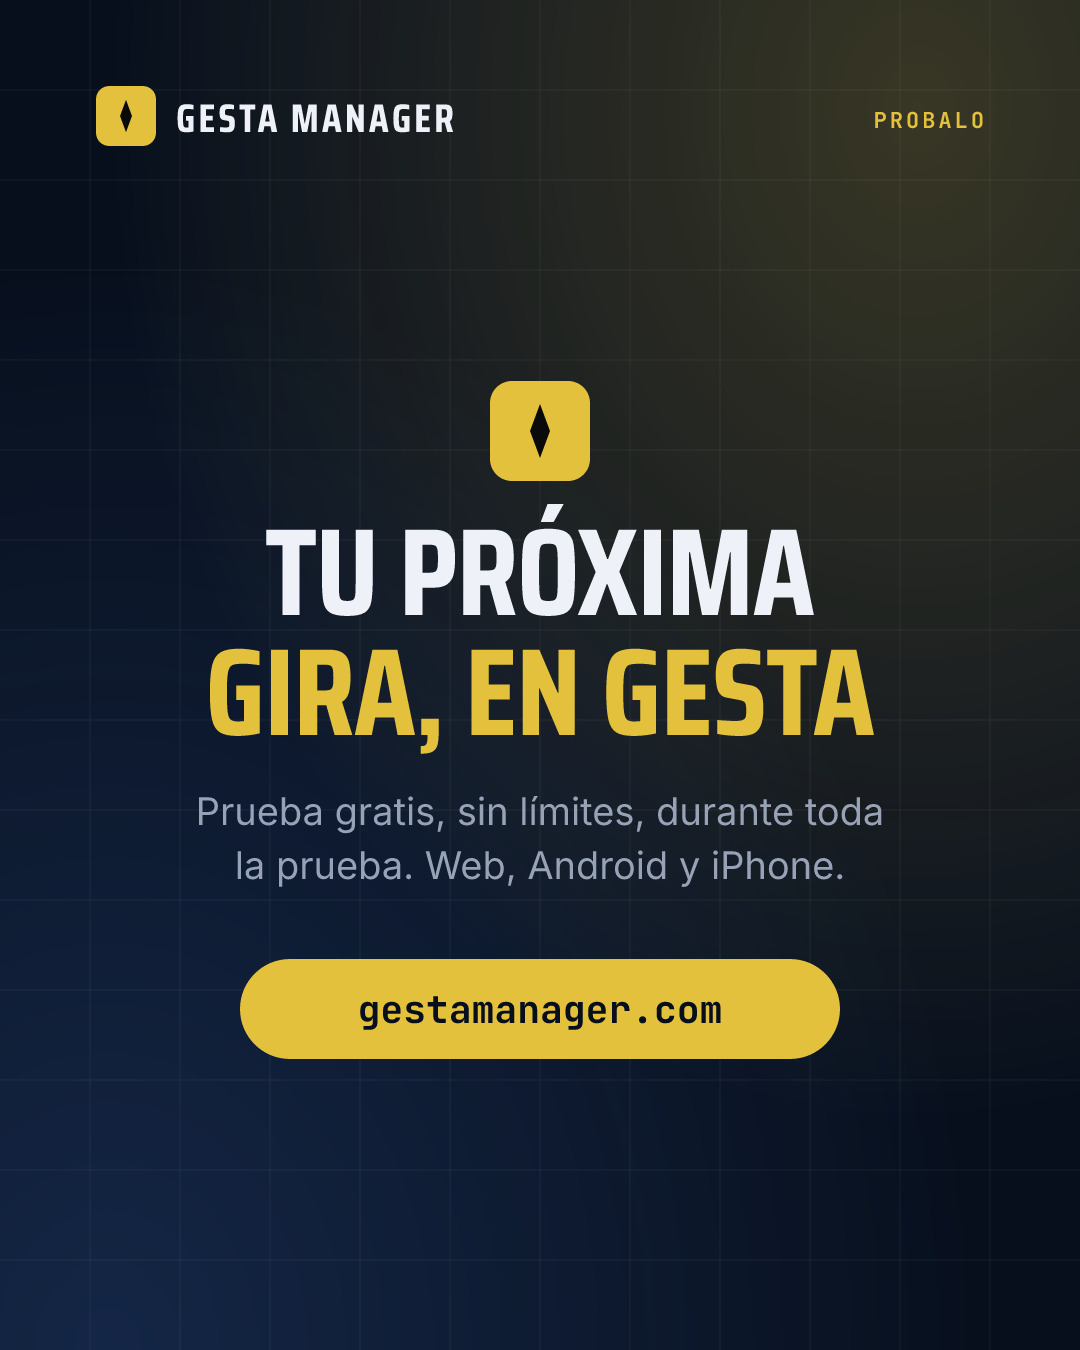 GESTA MANAGER
PROBALO
TU PRÓXIMA
GIRA, EN GESTA
Prueba gratis, sin límites, durante toda
la prueba. Web, Android y iPhone.
gestamanager.com